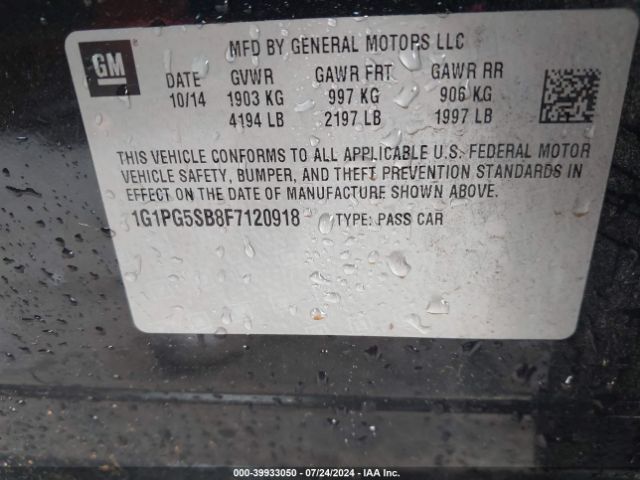 GM
MFD BY GENERAL MOTORS LLC
DATE GVWR GAWR FRT GAWR RR
10/14 1903 KG 997 KG 906 KG
4194 LB 2197 LB 1997 LB
THIS VEHICLE CONFORMS TO ALL APPLICABLE U.S. FEDERAL MOTOR
VEHICLE SAFETY, BUMPER, AND THEFT PREVENTION STANDARDS IN
EFFECT ON THE DATE OF MANUFACTURE SHOWN ABOVE.
1G1PG5SB8F7120918 TYPE: PASS CAR
000-39933050 - 07/24/2024 - IAA Inc.